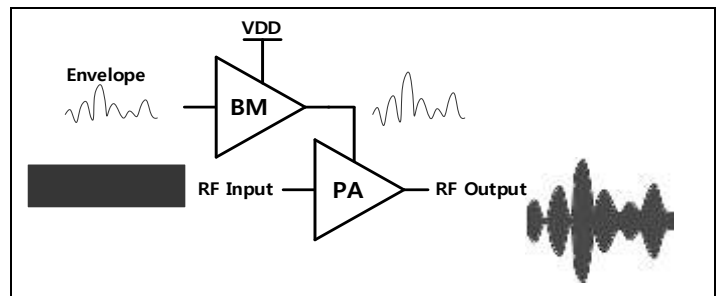 VDD
Envelope
BM
RF Input
PA
RF Output